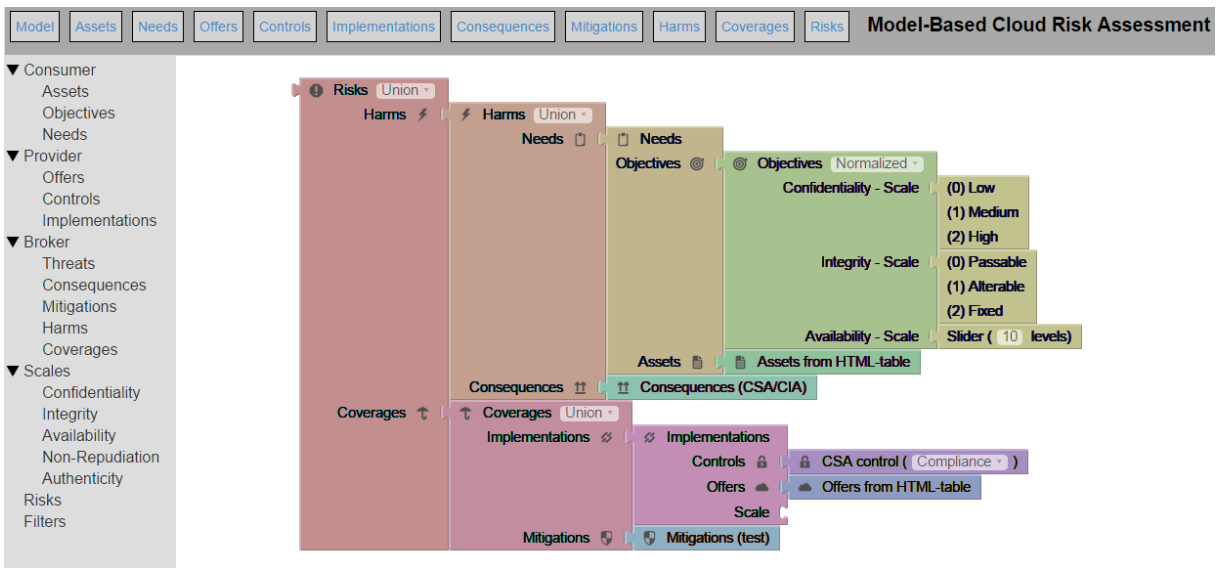 Model Assets Needs Offers Controls Implementations Consequences Mitigations Harms Coverages Risks Model-Based Cloud Risk Assessment
▼ Consumer
Assets
Objectives
Needs
▼ Provider
Offers
Controls
Implementations
▼ Broker
Threats
Consequences
Mitigations
Harms
Coverages
▼ Scales
Confidentiality
Integrity
Availability
Non-Repudiation
Authenticity
Risks
Filters
Risks Union
Harms Harms Union
Needs Needs
Objectives Objectives Normalized
Confidentiality - Scale (0) Low
(1) Medium
(2) High
Integrity - Scale (0) Passable
(1) Alterable
(2) Fixed
Availability - Scale Slider ( 10 levels)
Assets Assets from HTML-table
Consequences Consequences (CSA/CIA)
Coverages Coverages Union
Implementations Implementations
Controls CSA control ( Compliance )
Offers Offers from HTML-table
Scale
Mitigations Mitigations (test)